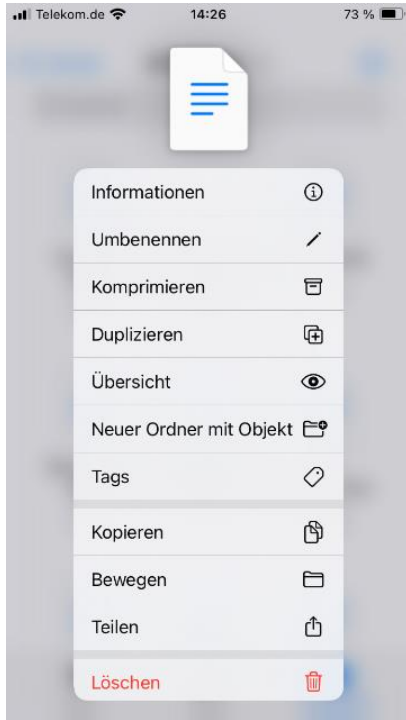 Telekom.de 14:26 73 %
Informationen
Umbenennen
Komprimieren
Duplizieren
Übersicht
Neuer Ordner mit Objekt
Tags
Kopieren
Bewegen
Teilen
Löschen